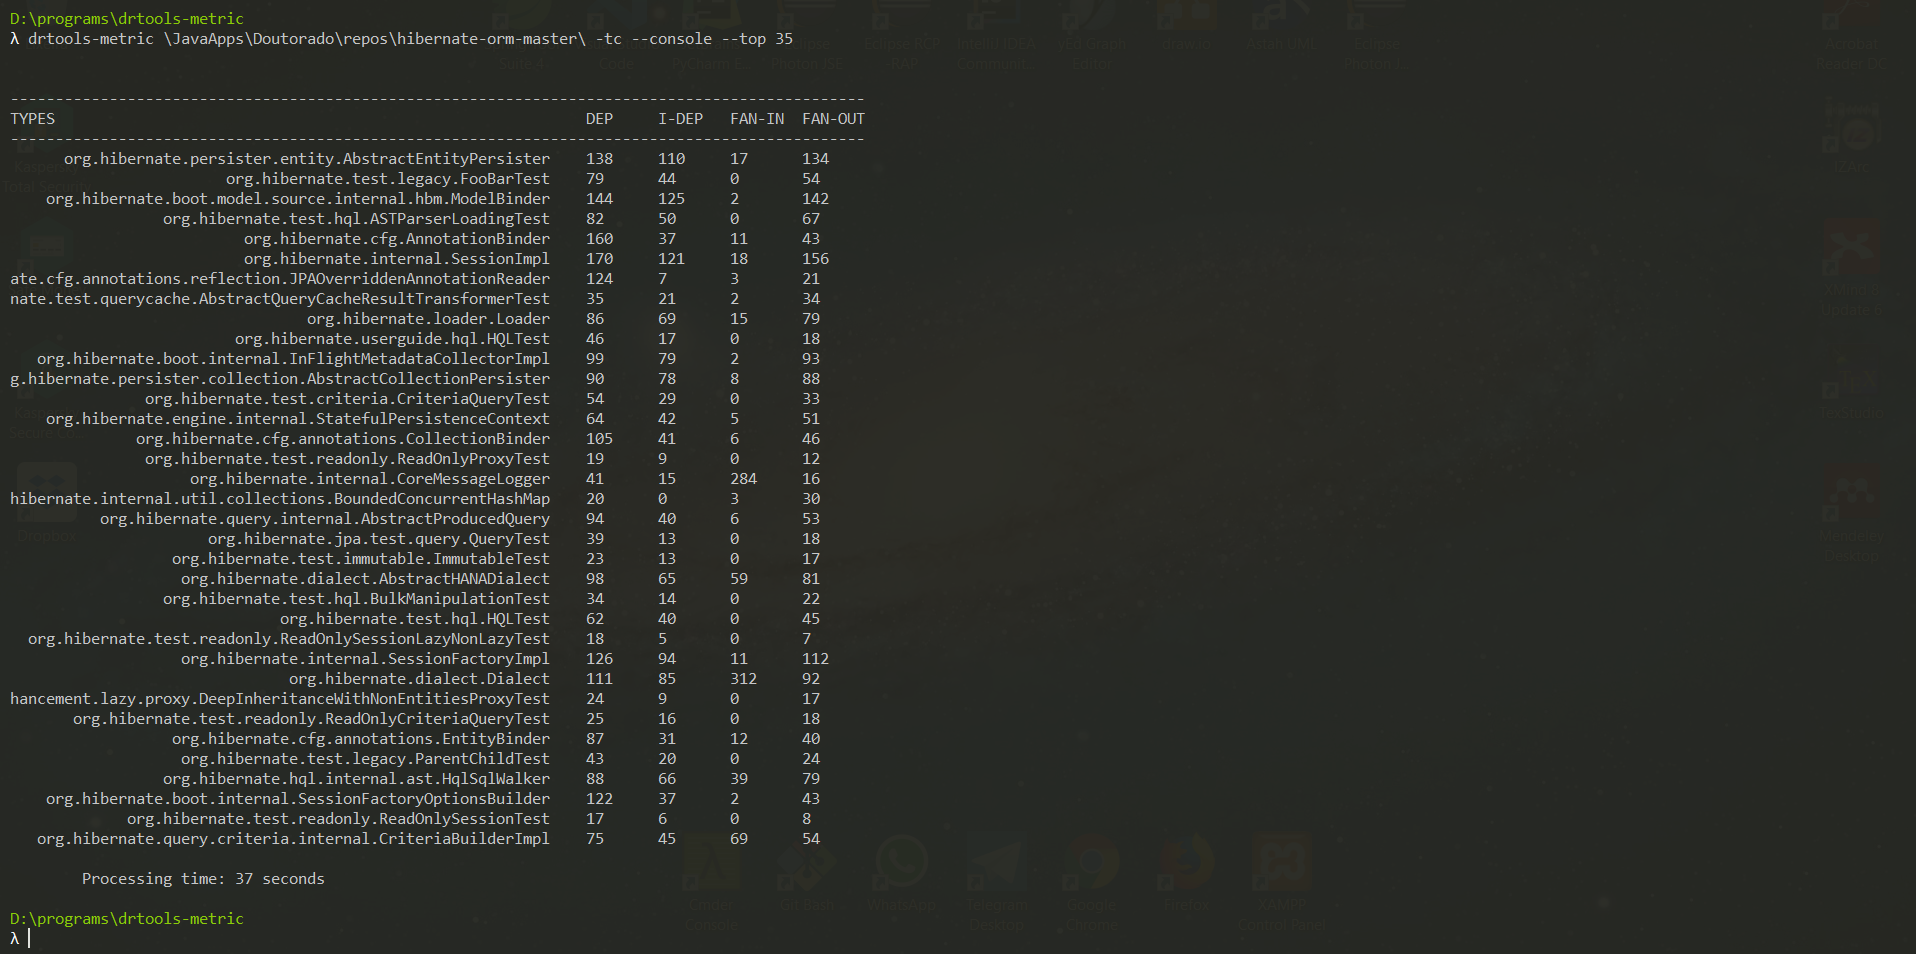 D:\programs\drtools-metric
λ drtools-metric \JavaApps\Doutorado\repos\hibernate-orm-master\ -tc --console --top 35
-----------------------------------------------------------------------------------------------
TYPES DEP I-DEP FAN-IN FAN-OUT
-----------------------------------------------------------------------------------------------
org.hibernate.persister.entity.AbstractEntityPersister 138 110 17 134
org.hibernate.test.legacy.FooBarTest 79 44 0 54
org.hibernate.boot.model.source.internal.hbm.ModelBinder 144 125 2 142
org.hibernate.test.hql.ASTParserLoadingTest 82 50 0 67
org.hibernate.cfg.AnnotationBinder 160 37 11 43
org.hibernate.internal.SessionImpl 170 121 18 156
ate.cfg.annotations.reflection.JPAOverriddenAnnotationReader 124 7 3 21
nate.test.querycache.AbstractQueryCacheResultTransformerTest 35 21 2 34
org.hibernate.loader.Loader 86 69 15 79
org.hibernate.userguide.hql.HQLTest 46 17 0 18
org.hibernate.boot.internal.InFlightMetadataCollectorImpl 99 79 2 93
g.hibernate.persister.collection.AbstractCollectionPersister 90 78 8 88
org.hibernate.test.criteria.CriteriaQueryTest 54 29 0 33
org.hibernate.engine.internal.StatefulPersistenceContext 64 42 5 51
org.hibernate.cfg.annotations.CollectionBinder 105 41 6 46
org.hibernate.test.readonly.ReadOnlyProxyTest 19 9 0 12
org.hibernate.internal.CoreMessageLogger 41 15 284 16
hibernate.internal.util.collections.BoundedConcurrentHashMap 20 0 3 30
org.hibernate.query.internal.AbstractProducedQuery 94 40 6 53
org.hibernate.jpa.test.query.QueryTest 39 13 0 18
org.hibernate.test.immutable.ImmutableTest 23 13 0 17
org.hibernate.dialect.AbstractHANADialect 98 65 59 81
org.hibernate.test.hql.BulkManipulationTest 34 14 0 22
org.hibernate.test.hql.HQLTest 62 40 0 45
org.hibernate.test.readonly.ReadOnlySessionLazyNonLazyTest 18 5 0 7
org.hibernate.internal.SessionFactoryImpl 126 94 11 112
org.hibernate.dialect.Dialect 111 85 312 92
hancement.lazy.proxy.DeepInheritanceWithNonEntitiesProxyTest 24 9 0 17
org.hibernate.test.readonly.ReadOnlyCriteriaQueryTest 25 16 0 18
org.hibernate.cfg.annotations.EntityBinder 87 31 12 40
org.hibernate.test.legacy.ParentChildTest 43 20 0 24
org.hibernate.hql.internal.ast.HqlSqlWalker 88 66 39 79
org.hibernate.boot.internal.SessionFactoryOptionsBuilder 122 37 2 43
org.hibernate.test.readonly.ReadOnlySessionTest 17 6 0 8
org.hibernate.query.criteria.internal.CriteriaBuilderImpl 75 45 69 54
Processing time: 37 seconds
D:\programs\drtools-metric
λ